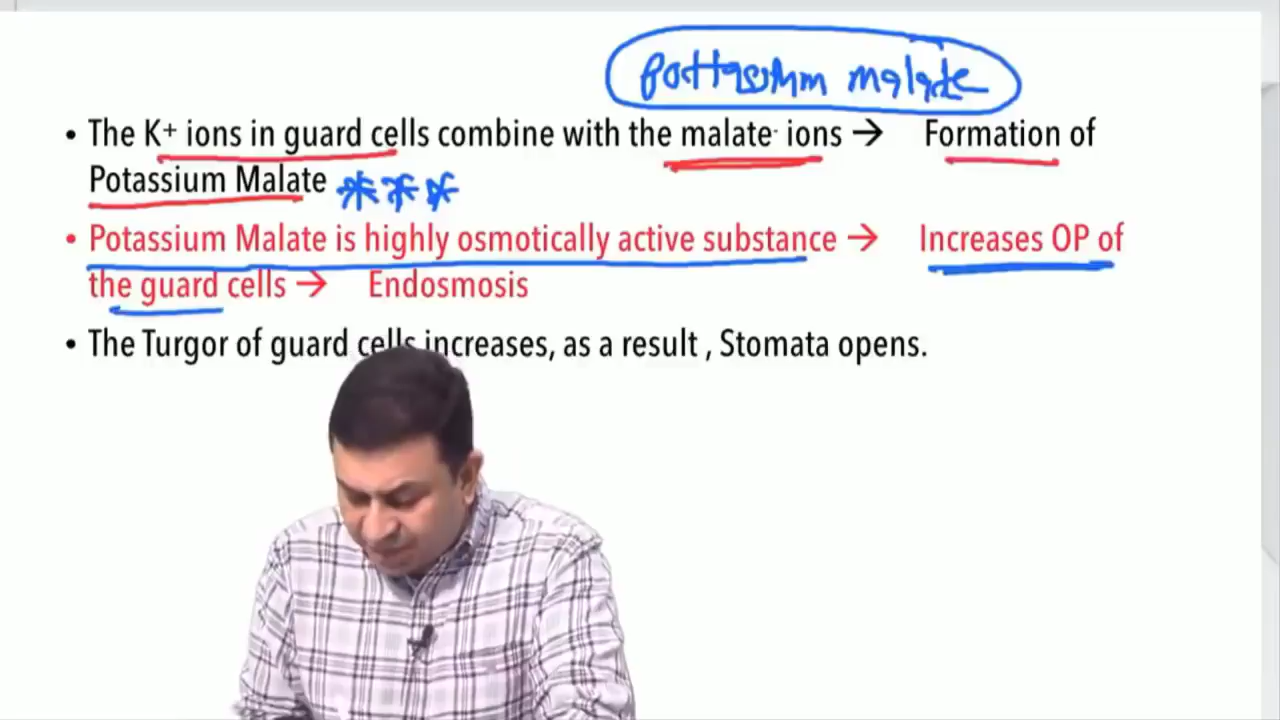 Pottassium malate
• The K+ ions in guard cells combine with the malate- ions → Formation of
Potassium Malate ***
• Potassium Malate is highly osmotically active substance → Increases OP of
the guard cells → Endosmosis
• The Turgor of guard cells increases, as a result , Stomata opens.